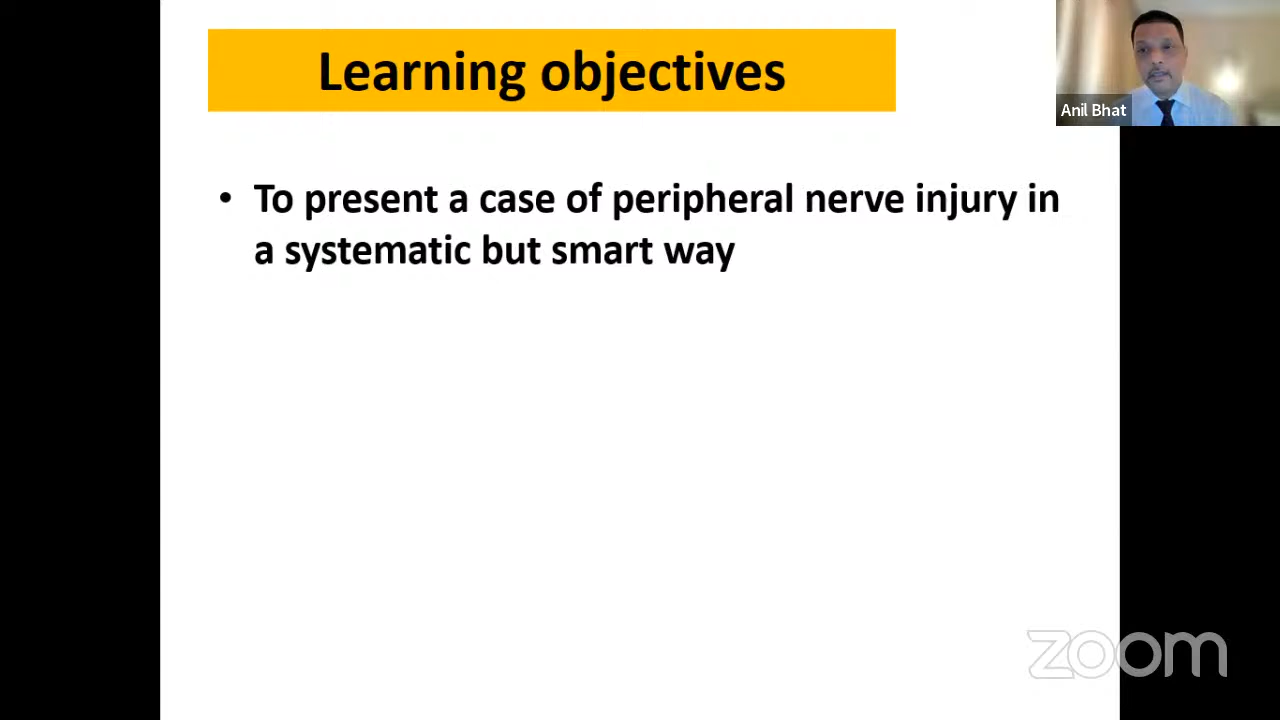 Learning objectives
Anil Bhat
• To present a case of peripheral nerve injury in
a systematic but smart way
zoom